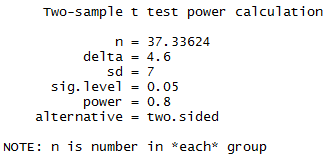 Two-sample t test power calculation
n = 37.33624
delta = 4.6
sd = 7
sig.level = 0.05
power = 0.8
alternative = two.sided
NOTE: n is number in *each* group